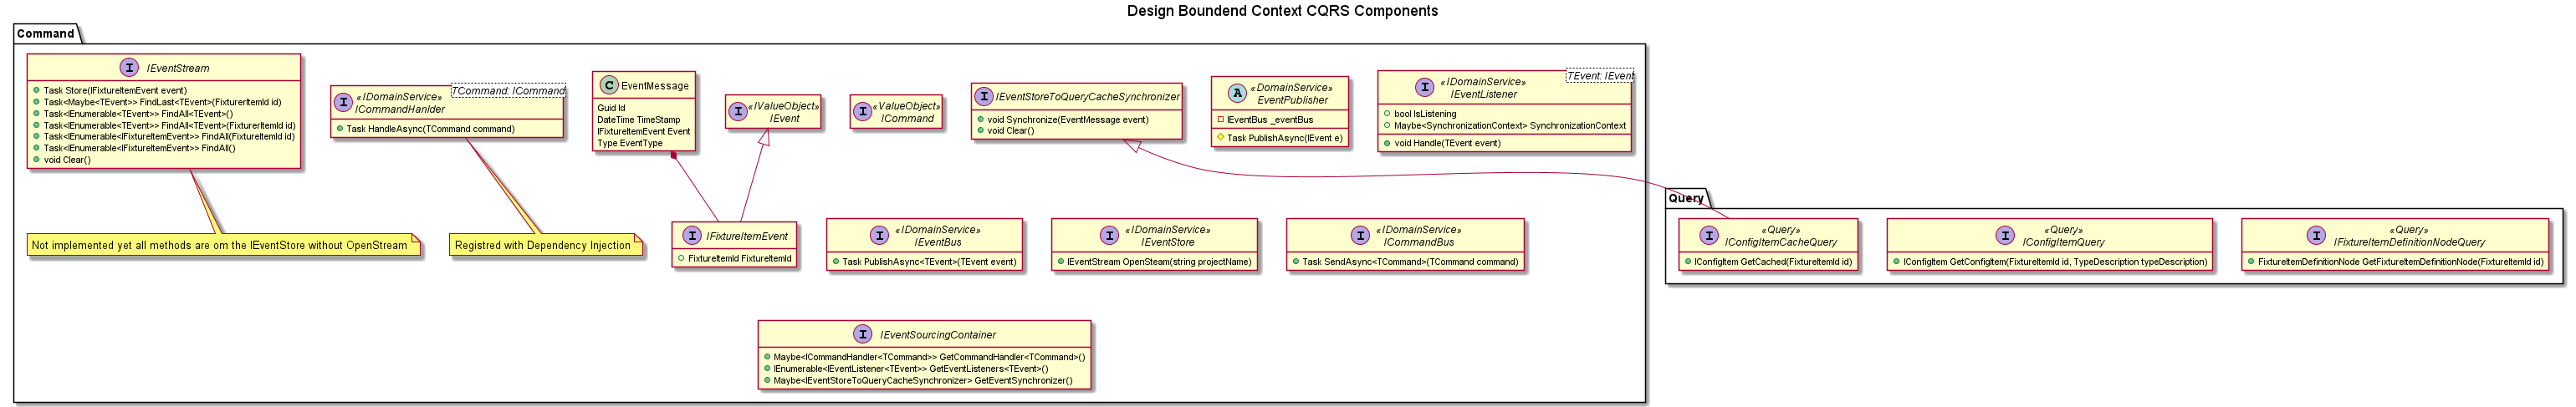 Design Boundend Context CQRS Components
Command
IEventStream
Task Store(IFixtureItemEvent event)
Task<Maybe<TEvent>> FindLast<TEvent>(FixturerItemId id)
Task<IEnumerable<TEvent>> FindAll<TEvent>()
Task<IEnumerable<TEvent>> FindAll<TEvent>(FixturerItemId id)
Task<IEnumerable<IFixtureItemEvent>> FindAll(FixtureItemId id)
Task<IEnumerable<IFixtureItemEvent>> FindAll()
void Clear()
TCommand: ICommand
«IDomainService»
ICommandHanlder
Task HandleAsync(TCommand command)
EventMessage
Guid Id
DateTime TimeStamp
IFixtureItemEvent Event
Type EventType
«IValueObject»
IEvent
«ValueObject»
ICommand
IEventStoreToQueryCacheSynchronizer
void Synchronize(EventMessage event)
void Clear()
«DomainService»
EventPublisher
IEventBus _eventBus
Task PublishAsync(IEvent e)
TEvent: IEvent
«IDomainService»
IEventListener
bool IsListening
Maybe<SynchronizationContext> SynchronizationContext
void Handle(TEvent event)
Not implemented yet all methods are om the IEventStore without OpenStream
Registred with Dependency Injection
IFixtureItemEvent
FixtureItemId FixtureItemId
«IDomainService»
IEventBus
Task PublishAsync<TEvent>(TEvent event)
«IDomainService»
IEventStore
IEventStream OpenSteam(string projectName)
«IDomainService»
ICommandBus
Task SendAsync<TCommand>(TCommand command)
Query
«Query»
IConfigItemCacheQuery
IConfigItem GetCached(FixtureItemId id)
«Query»
IConfigItemQuery
IConfigItem GetConfigItem(FixtureItemId id, TypeDescription typeDescription)
«Query»
IFixtureItemDefinitionNodeQuery
FixtureItemDefinitionNode GetFixtureItemDefinitionNode(FixtureItemId id)
IEventSourcingContainer
Maybe<ICommandHandler<TCommand>> GetCommandHandler<TCommand>()
IEnumerable<IEventListener<TEvent>> GetEventListeners<TEvent>()
Maybe<IEventStoreToQueryCacheSynchronizer> GetEventSynchronizer()